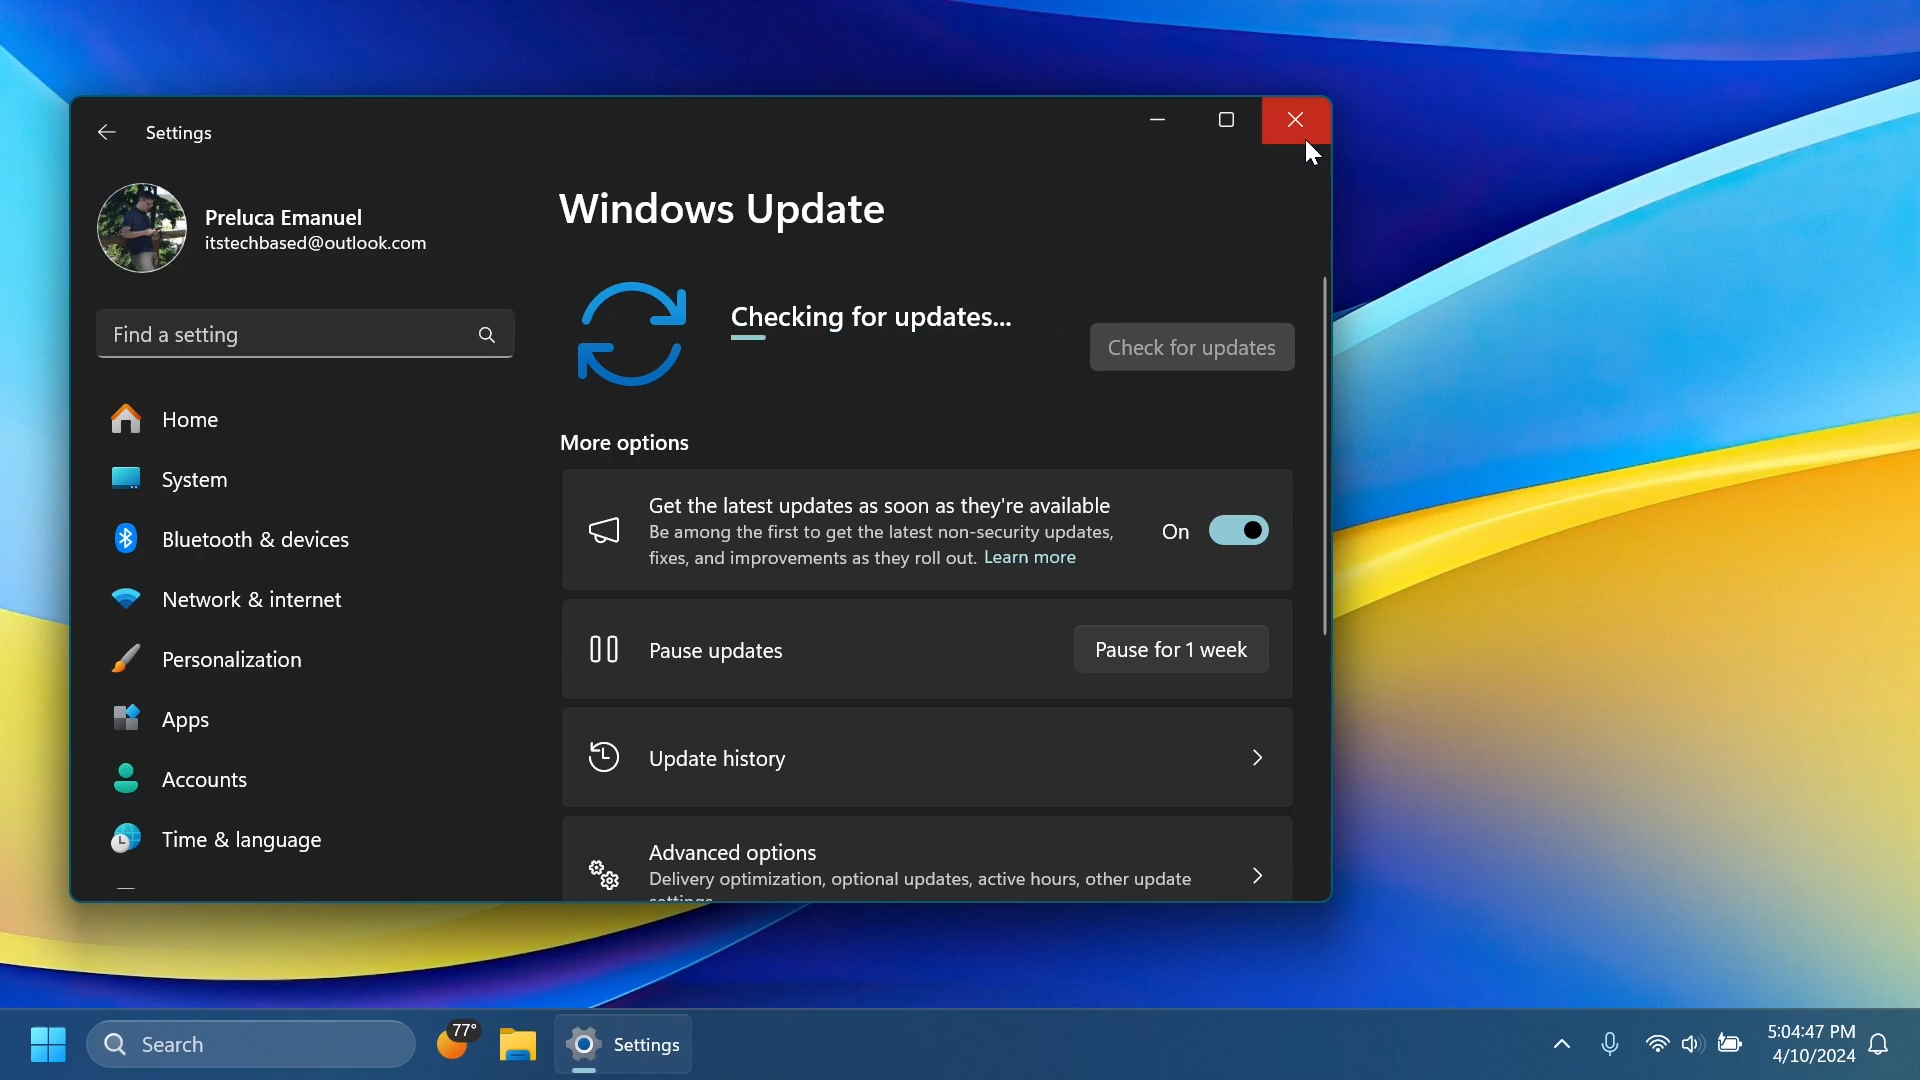 Settings
Preluca Emanuel
itstechbased@outlook.com
Find a setting
Home
System
Bluetooth & devices
Network & internet
Personalization
Apps
Accounts
Time & language
Windows Update
Checking for updates...
Check for updates
More options
Get the latest updates as soon as they're available
Be among the first to get the latest non-security updates,
fixes, and improvements as they roll out. Learn more
On
Pause updates
Pause for 1 week
Update history
Advanced options
Delivery optimization, optional updates, active hours, other update
settings
Search
77°
Settings
5:04:47 PM
4/10/2024